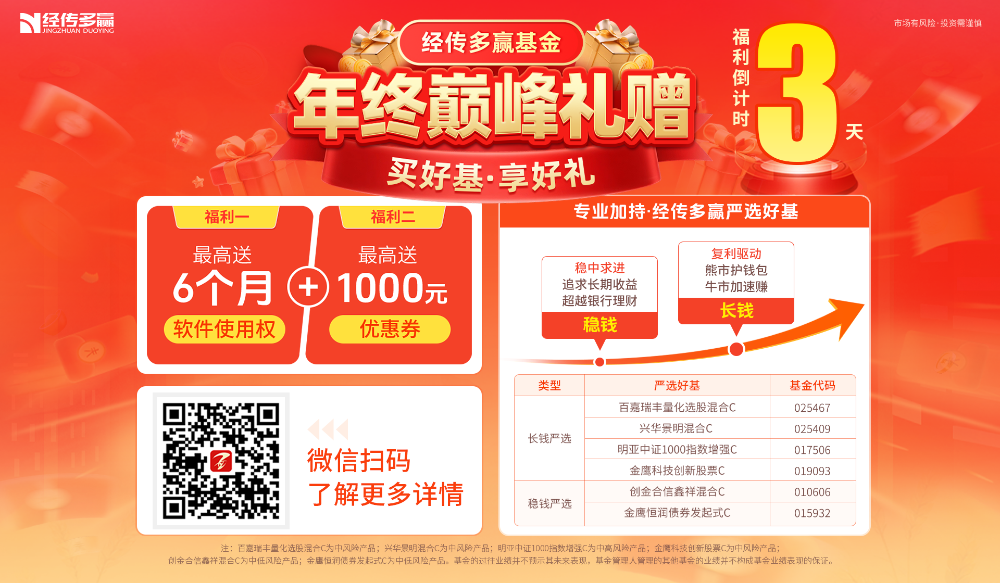 经传多赢
JINGZHUAN DUOYING
市场有风险·投资需谨慎
经传多赢基金
年终巅峰礼赠
买好基·享好礼
福利倒计时
3
天
福利一
最高送
6个月
软件使用权
+
福利二
最高送
1000元
优惠券
微信扫码
了解更多详情
专业加持·经传多赢严选好基
稳中求进
追求长期收益
超越银行理财
稳钱
复利驱动
熊市护钱包
牛市加速赚
长钱
类型 严选好基 基金代码
长钱严选
百嘉瑞丰量化选股混合C 025467
兴华景明混合C 025409
明亚中证1000指数增强C 017506
金鹰科技创新股票C 019093
稳钱严选
创金合信鑫祥混合C 010606
金鹰恒润债券发起式C 015932
注：百嘉瑞丰量化选股混合C为中风险产品；兴华景明混合C为中风险产品；明亚中证1000指数增强C为中高风险产品；金鹰科技创新股票C为中风险产品；
创金合信鑫祥混合C为中低风险产品；金鹰恒润债券发起式C为中低风险产品。基金的过往业绩并不预示其未来表现，基金管理人管理的其他基金的业绩并不构成基金业绩表现的保证。